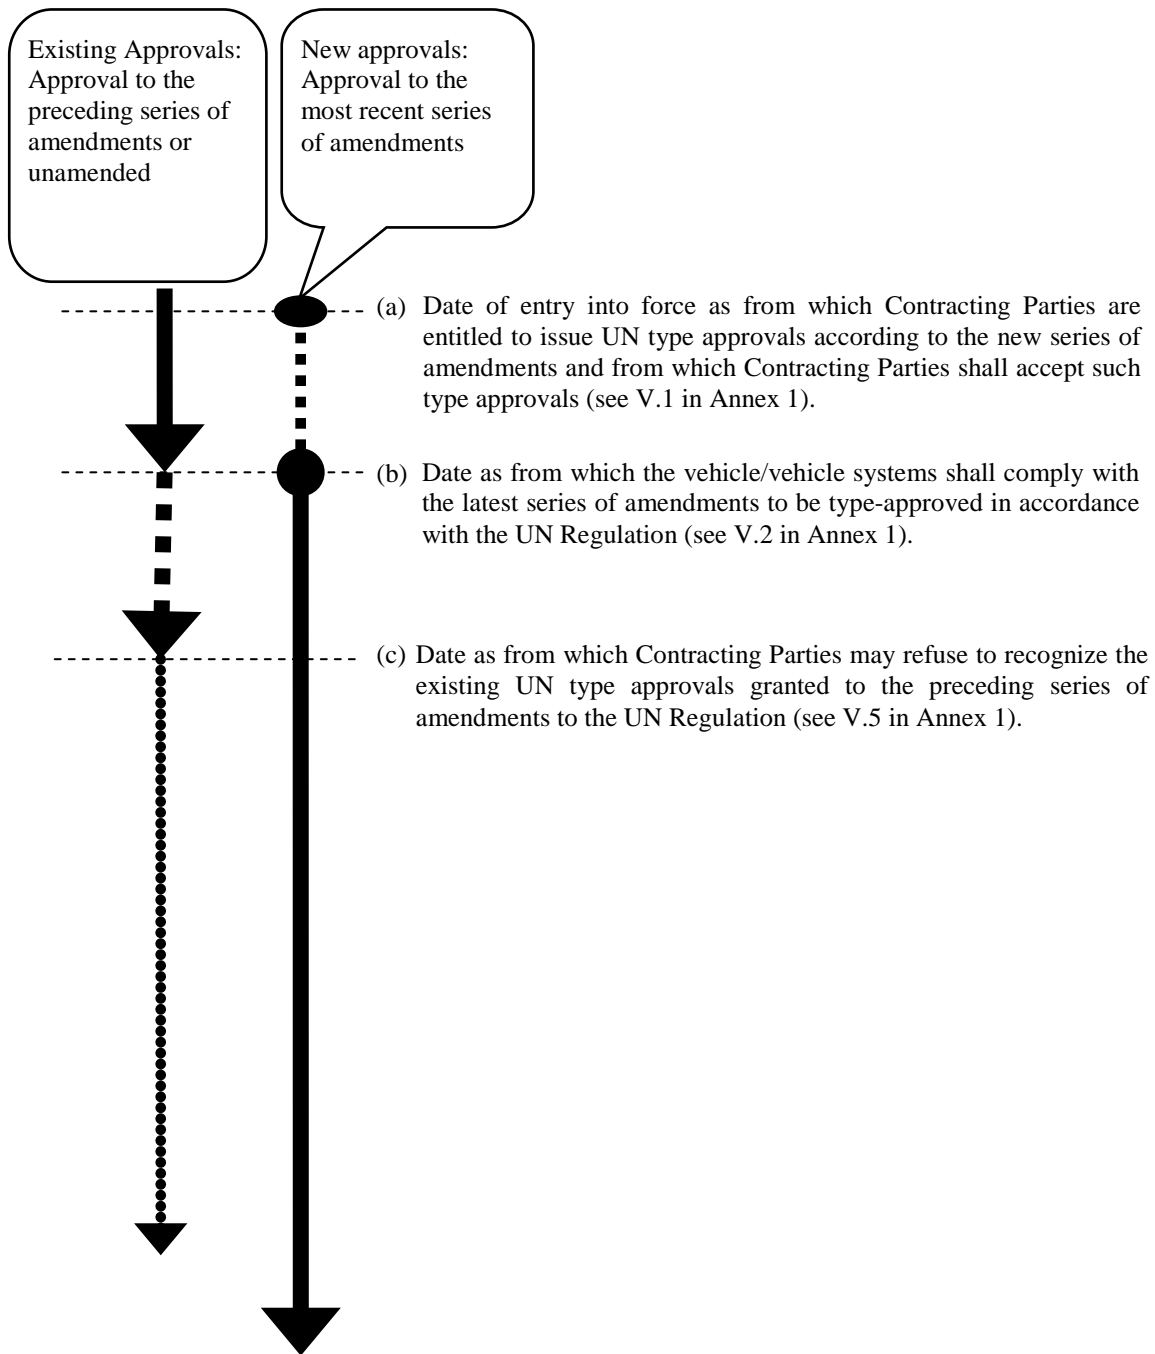 Existing Approvals:
Approval to the
preceding series of
amendments or
unamended
New approvals:
Approval to the
most recent series
of amendments
(a) Date of entry into force as from which Contracting Parties are
entitled to issue UN type approvals according to the new series of
amendments and from which Contracting Parties shall accept such
type approvals (see V.1 in Annex 1).
(b) Date as from which the vehicle/vehicle systems shall comply with
the latest series of amendments to be type-approved in accordance
with the UN Regulation (see V.2 in Annex 1).
(c) Date as from which Contracting Parties may refuse to recognize the
existing UN type approvals granted to the preceding series of
amendments to the UN Regulation (see V.5 in Annex 1).